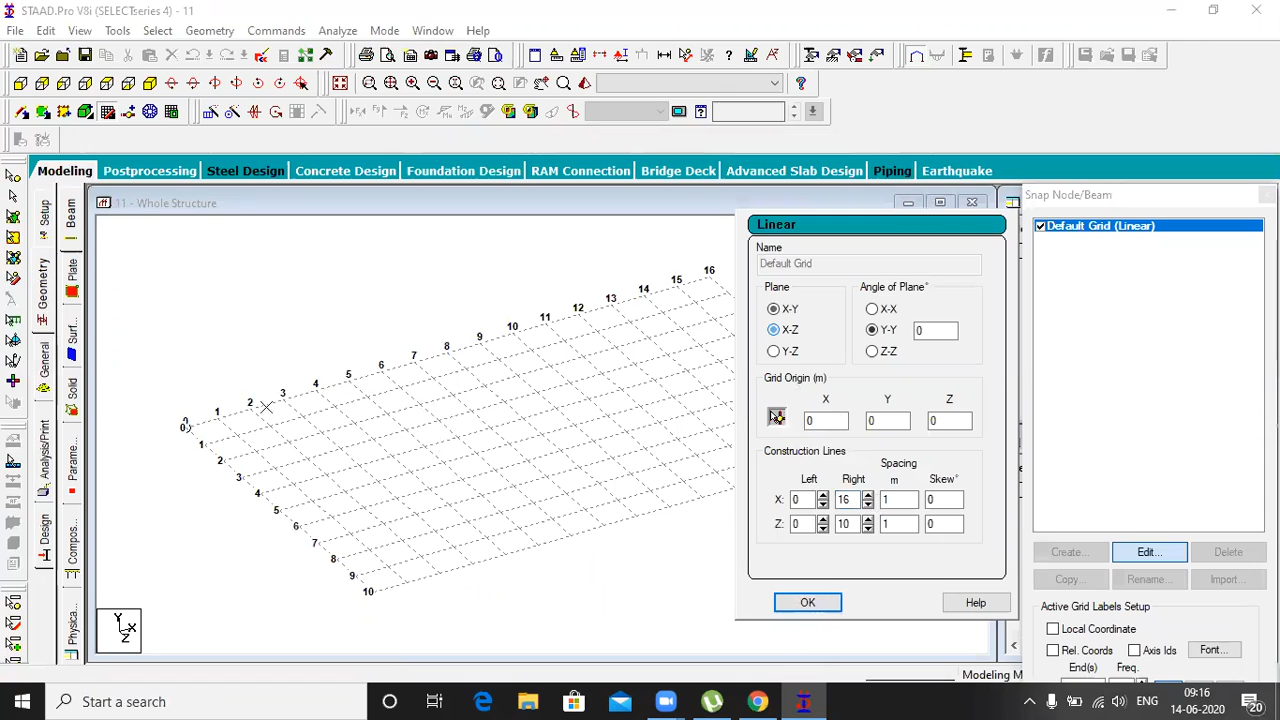 STAAD.Pro V8i (SELECTseries 4) - 11
File Edit View Tools Select Geometry Commands Analyze Mode Window Help
Modeling Postprocessing Steel Design Concrete Design Foundation Design RAM Connection Bridge Deck Advanced Slab Design Piping Earthquake
11 - Whole Structure
Snap Node/Beam
Default Grid (Linear)
Setup
Geometry
General
Analysis/Print
Design
Beam
Plate
Surf...
Solid
Parame...
Compos...
Physica...
0 1 2 3 4 5 6 7 8 9 10 11 12 13 14 15 16
0
1
2
3
4
5
6
7
8
9
10
Y
X
Z
Linear
Name
Default Grid
Plane
X-Y
X-Z
Y-Z
Angle of Plane°
X-X
Y-Y 0
Z-Z
Grid Origin (m)
X Y Z
0 0 0
Construction Lines
Left Right Spacing m Skew°
X: 0 16 1 0
Z: 0 10 1 0
OK Help
Create... Edit... Delete
Copy... Rename... Import...
Active Grid Labels Setup
Local Coordinate
Rel. Coords Axis Ids Font...
End(s) Freq.
Modeling M
Start a search
ENG
09:16
14-06-2020
20